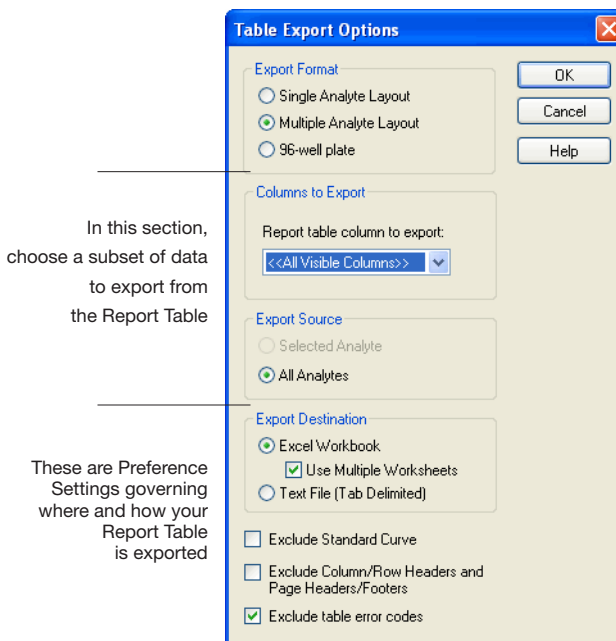 Table Export Options
Export Format
Single Analyte Layout
Multiple Analyte Layout
96-well plate
OK
Cancel
Help
In this section,
choose a subset of data
to export from
the Report Table
Columns to Export
Report table column to export:
<<All Visible Columns>>
Export Source
Selected Analyte
All Analytes
These are Preference
Settings governing
where and how your
Report Table
is exported
Export Destination
Excel Workbook
Use Multiple Worksheets
Text File (Tab Delimited)
Exclude Standard Curve
Exclude Column/Row Headers and
Page Headers/Footers
Exclude table error codes